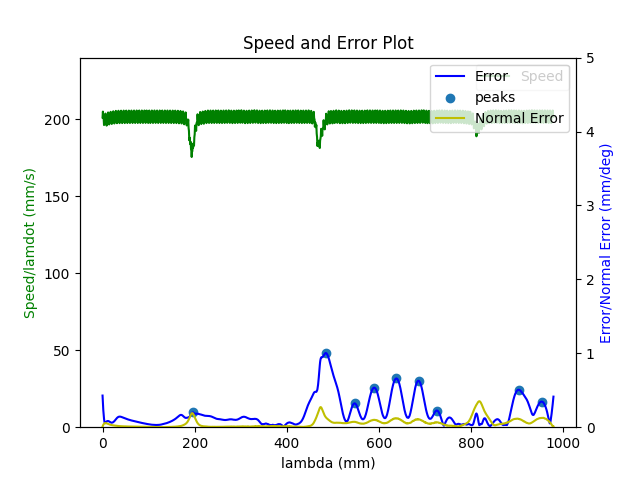 Speed and Error Plot
Speed/lamdot (mm/s)
200
150
100
50
0
Error
Speed
peaks
Normal Error
5
4
3
2
1
0
Error/Normal Error (mm/deg)
0 200 400 600 800 1000
lambda (mm)